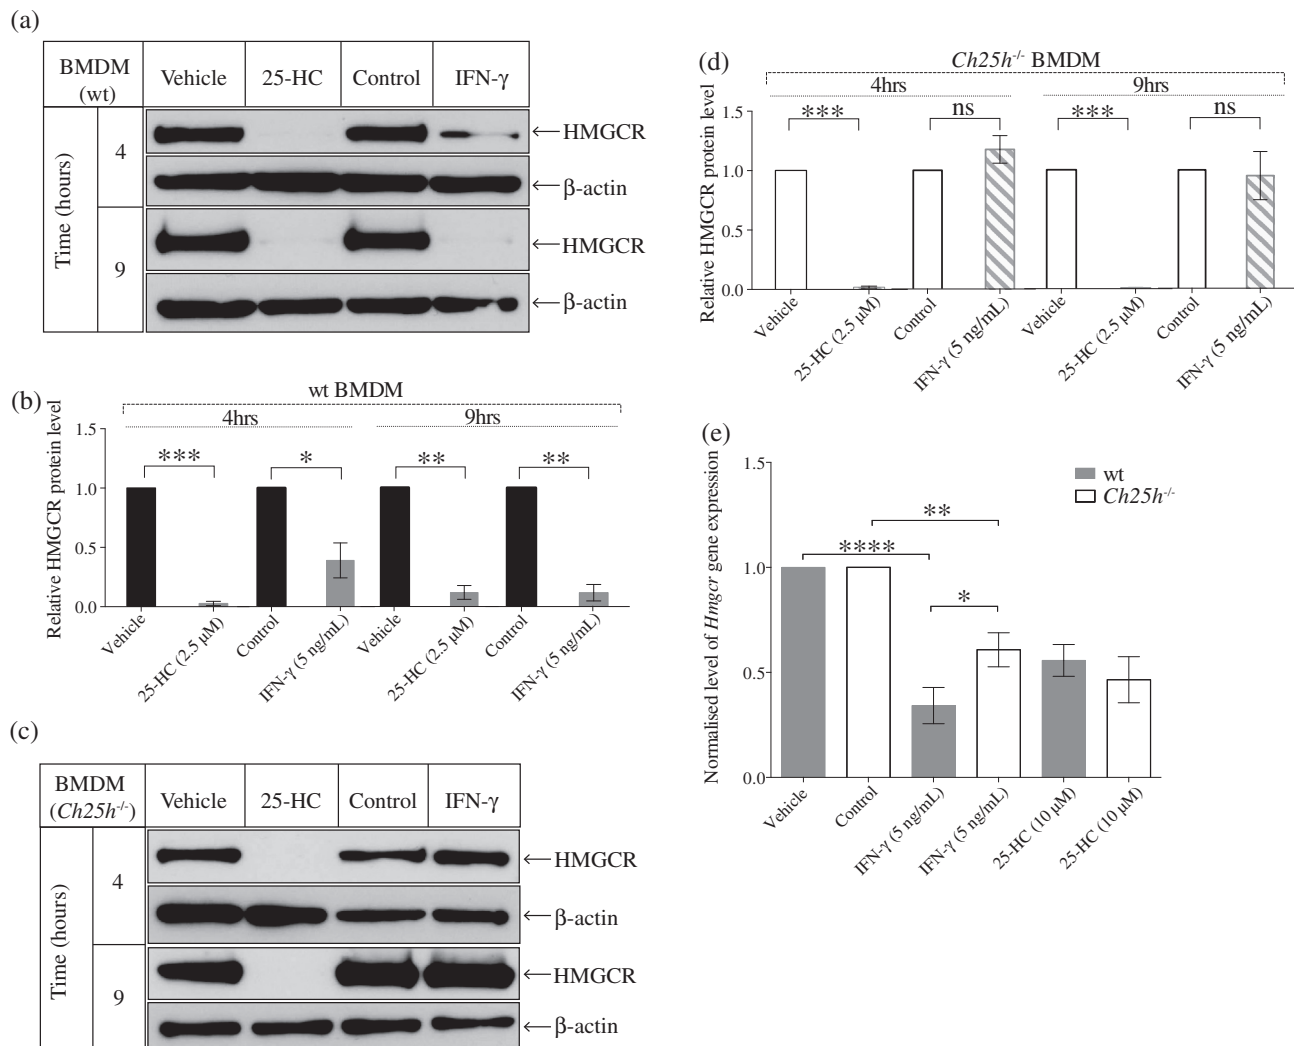 (a)
BMDM (wt) Vehicle 25-HC Control IFN-γ
Time (hours)
4
←HMGCR
←β-actin
9
←HMGCR
←β-actin
(b)
wt BMDM
4hrs 9hrs
Relative HMGCR protein level
1.5
1.0
0.5
0.0
*** * ** **
Vehicle
25-HC (2.5 μM)
Control
IFN-γ (5 ng/mL)
Vehicle
25-HC (2.5 μM)
Control
IFN-γ (5 ng/mL)
(c)
BMDM (Ch25h-/-) Vehicle 25-HC Control IFN-γ
Time (hours)
4
←HMGCR
←β-actin
9
←HMGCR
←β-actin
(d)
Ch25h-/- BMDM
4hrs 9hrs
Relative HMGCR protein level
1.5
1.0
0.5
0.0
*** ns *** ns
Vehicle
25-HC (2.5 μM)
Control
IFN-γ (5 ng/mL)
Vehicle
25-HC (2.5 μM)
Control
IFN-γ (5 ng/mL)
(e)
Normalised level of Hmgcr gene expression
1.5
1.0
0.5
0.0
wt
Ch25h-/-
**
****
*
Vehicle
Control
IFN-γ (5 ng/mL)
IFN-γ (5 ng/mL)
25-HC (10 μM)
25-HC (10 μM)